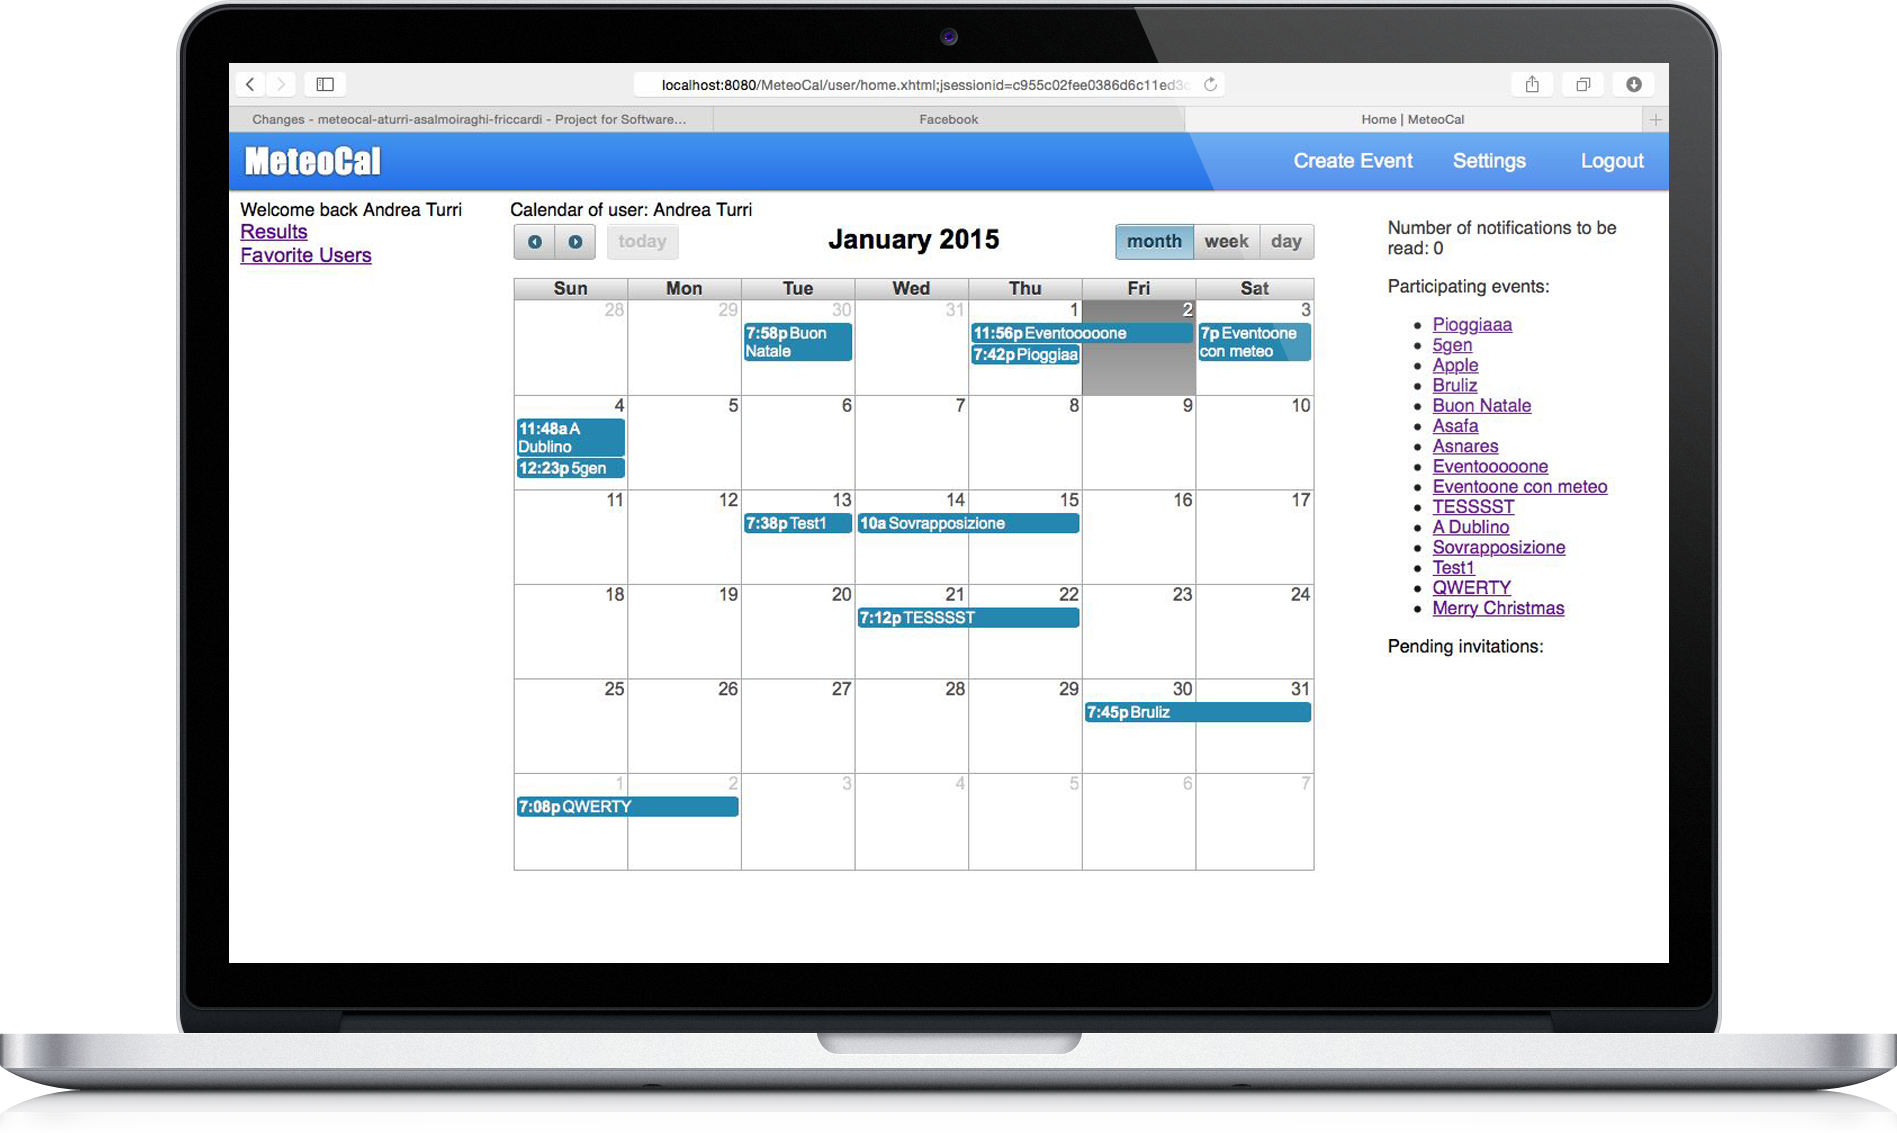 localhost:8080/MeteoCal/user/home.xhtml;jsessionid=c955c02fee0386d6c11ed3c
Changes - meteocal-aturri-asalmoiraghi-friccardi - Project for Software...
Facebook
Home | MeteoCal
MeteoCal
Create Event
Settings
Logout
Welcome back Andrea Turri
Results
Favorite Users
Calendar of user: Andrea Turri
today
January 2015
month
week
day
Sun Mon Tue Wed Thu Fri Sat
28 29 30 31 1 2 3
7:58p Buon
Natale
11:56p Eventooooone
7:42p Pioggiaa
7p Eventoone
con meteo
4 5 6 7 8 9 10
11:48a A
Dublino
12:23p 5gen
11 12 13 14 15 16 17
7:38p Test1
10a Sovrapposizione
18 19 20 21 22 23 24
7:12p TESSSST
25 26 27 28 29 30 31
7:45p Bruliz
1 2 3 4 5 6 7
7:08p QWERTY
Number of notifications to be
read: 0
Participating events:
Pioggiaaa
5gen
Apple
Bruliz
Buon Natale
Asafa
Asnares
Eventooooone
Eventoone con meteo
TESSSST
A Dublino
Sovrapposizione
Test1
QWERTY
Merry Christmas
Pending invitations: